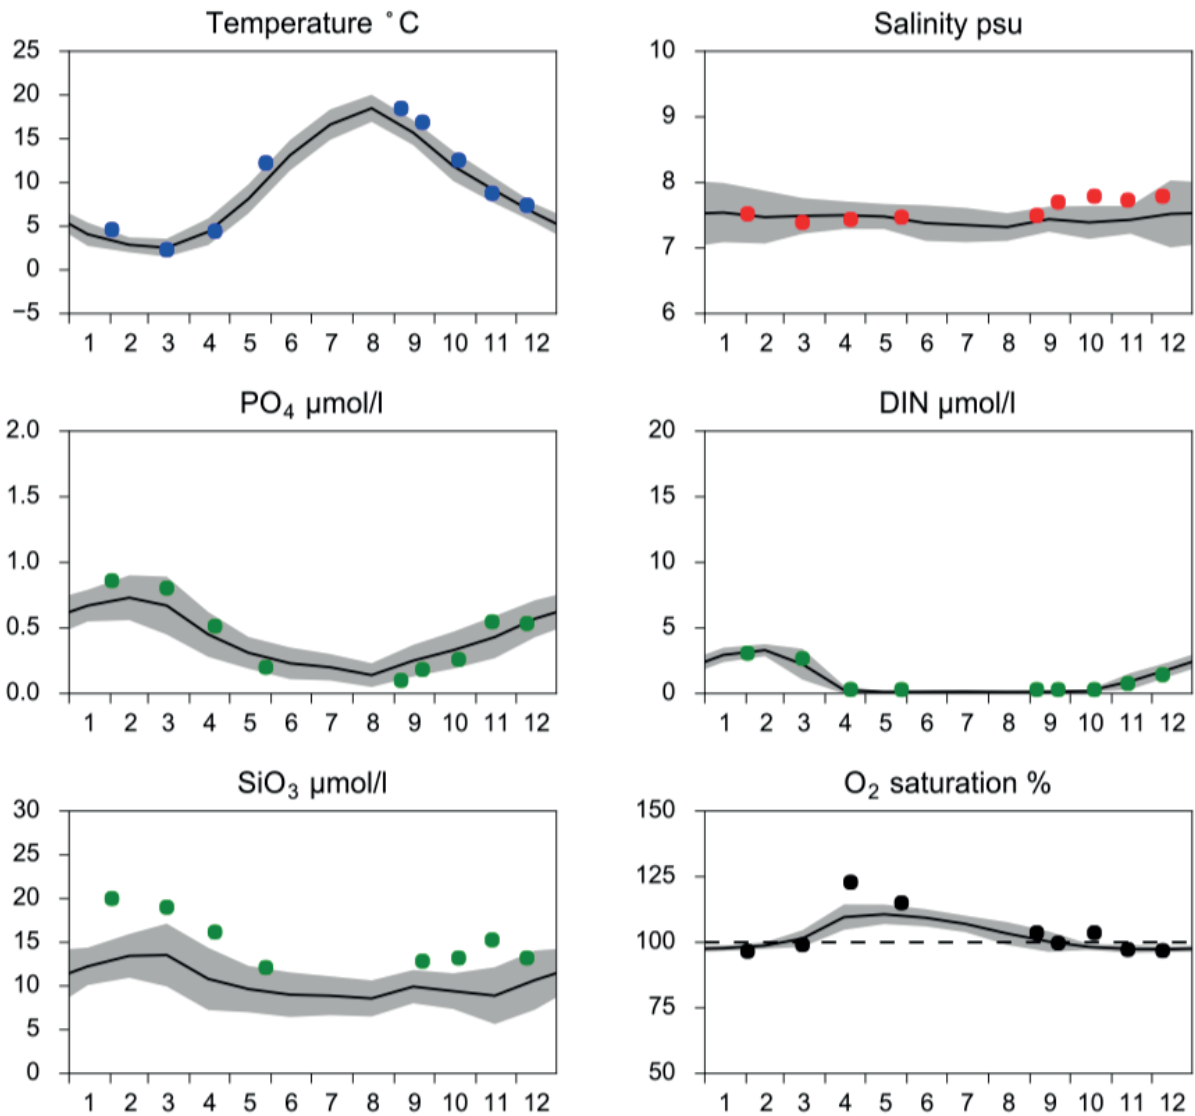 Temperature °C
25
20
15
10
5
0
−5
1 2 3 4 5 6 7 8 9 10 11 12
Salinity psu
10
9
8
7
6
1 2 3 4 5 6 7 8 9 10 11 12
PO₄ µmol/l
2.0
1.5
1.0
0.5
0.0
1 2 3 4 5 6 7 8 9 10 11 12
DIN µmol/l
20
15
10
5
0
1 2 3 4 5 6 7 8 9 10 11 12
SiO₃ µmol/l
30
25
20
15
10
5
0
1 2 3 4 5 6 7 8 9 10 11 12
O₂ saturation %
150
125
100
75
50
1 2 3 4 5 6 7 8 9 10 11 12